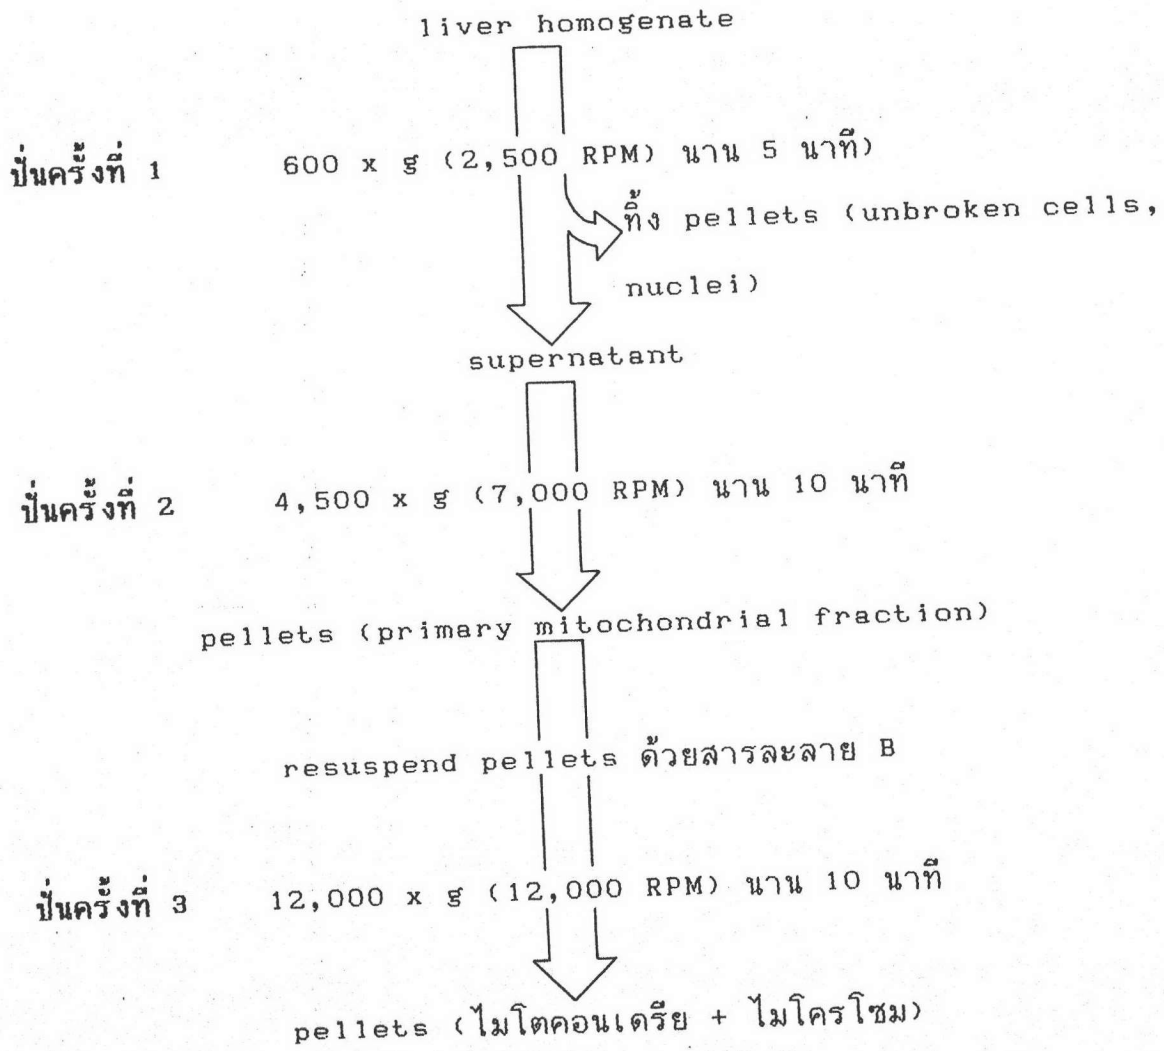 liver homogenate
ปั่นครั้งที่ 1 600 x g (2,500 RPM) นาน 5 นาที)
ทิ้ง pellets (unbroken cells,
nuclei)
supernatant
ปั่นครั้งที่ 2 4,500 x g (7,000 RPM) นาน 10 นาที
pellets (primary mitochondrial fraction)
resuspend pellets ด้วยสารละลาย B
ปั่นครั้งที่ 3 12,000 x g (12,000 RPM) นาน 10 นาที
pellets (ไมโตคอนเดรีย + ไมโครโซม)